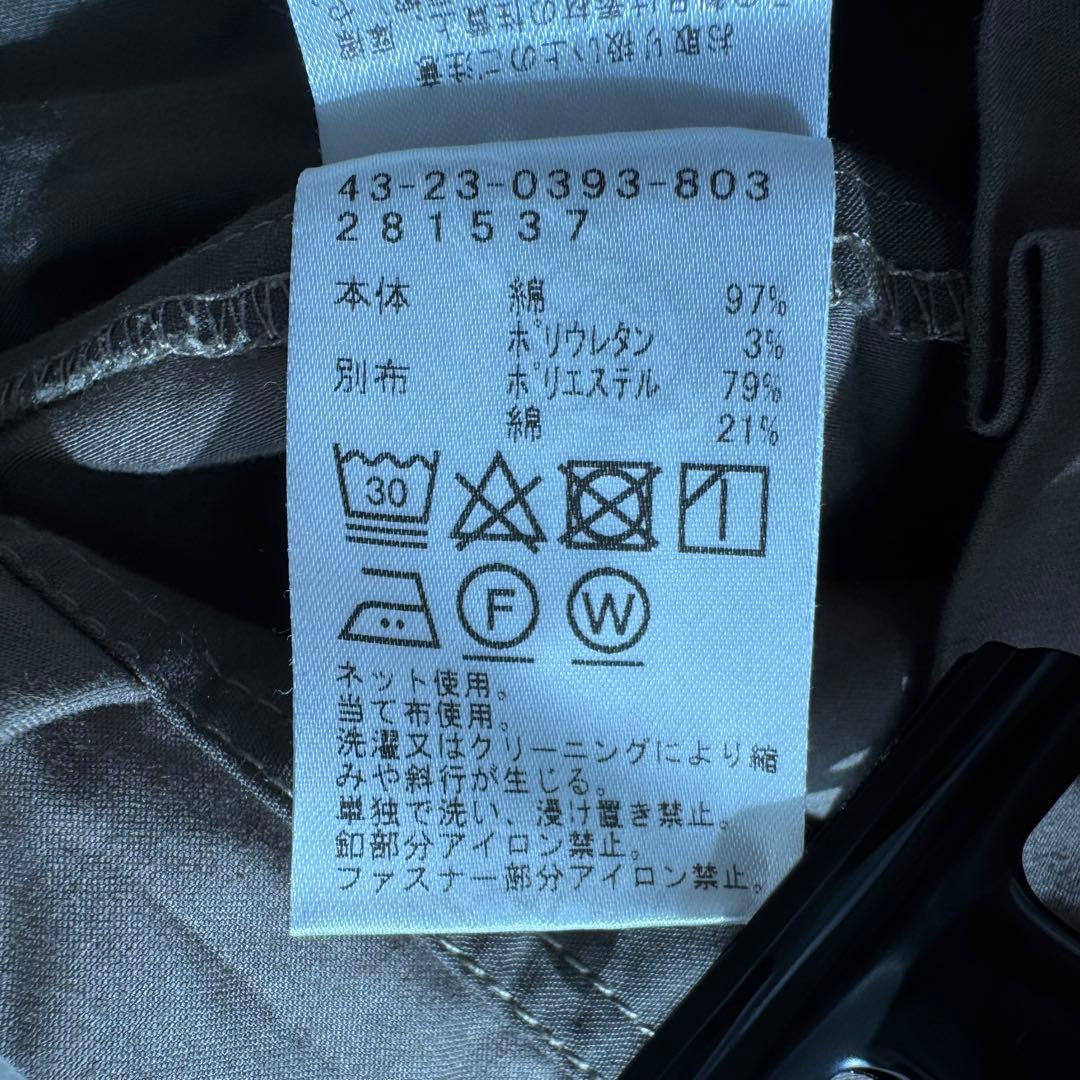 お取り扱い上のご注意
43-23-0393-803
281537
本体 綿 97%
ポリウレタン 3%
別布 ポリエステル 79%
綿 21%
30
F W
ネット使用。
当て布使用。
洗濯又はクリーニングにより縮
みや斜行が生じる。
単独で洗い、浸け置き禁止。
釦部分アイロン禁止。
ファスナー部分アイロン禁止。